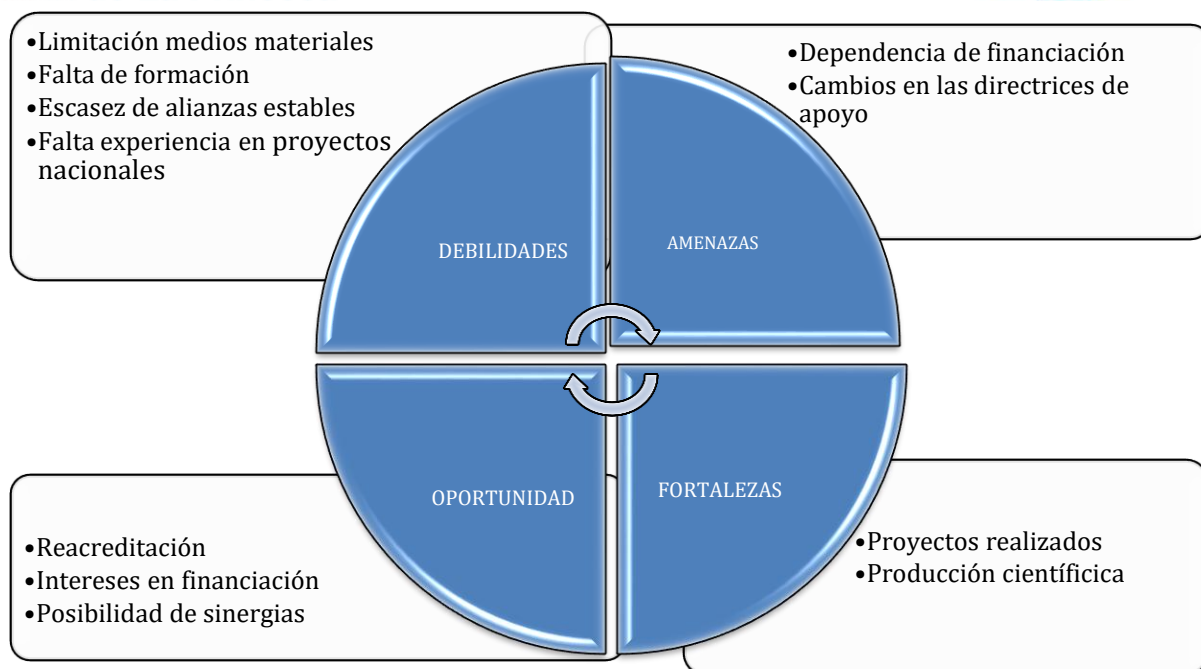 •Limitación medios materiales
•Falta de formación
•Escasez de alianzas estables
•Falta experiencia en proyectos
nacionales
•Dependencia de financiación
•Cambios en las directrices de
apoyo
DEBILIDADES
AMENAZAS
OPORTUNIDAD
FORTALEZAS
•Reacreditación
•Intereses en financiación
•Posibilidad de sinergias
•Proyectos realizados
•Producción científicica